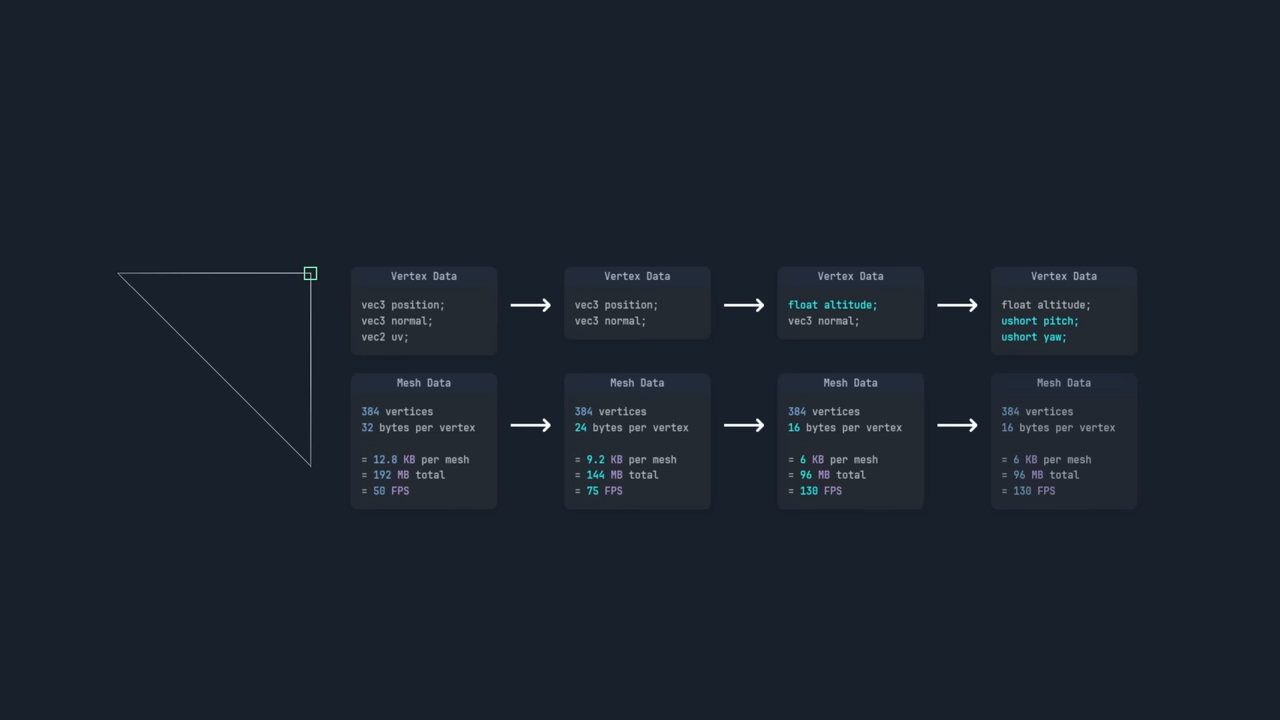 Vertex Data
vec3 position;
vec3 normal;
vec2 uv;
Vertex Data
vec3 position;
vec3 normal;
Vertex Data
float altitude;
vec3 normal;
Vertex Data
float altitude;
ushort pitch;
ushort yaw;
Mesh Data
384 vertices
32 bytes per vertex
= 12.8 KB per mesh
= 192 MB total
= 50 FPS
Mesh Data
384 vertices
24 bytes per vertex
= 9.2 KB per mesh
= 144 MB total
= 75 FPS
Mesh Data
384 vertices
16 bytes per vertex
= 6 KB per mesh
= 96 MB total
= 130 FPS
Mesh Data
384 vertices
16 bytes per vertex
= 6 KB per mesh
= 96 MB total
= 130 FPS